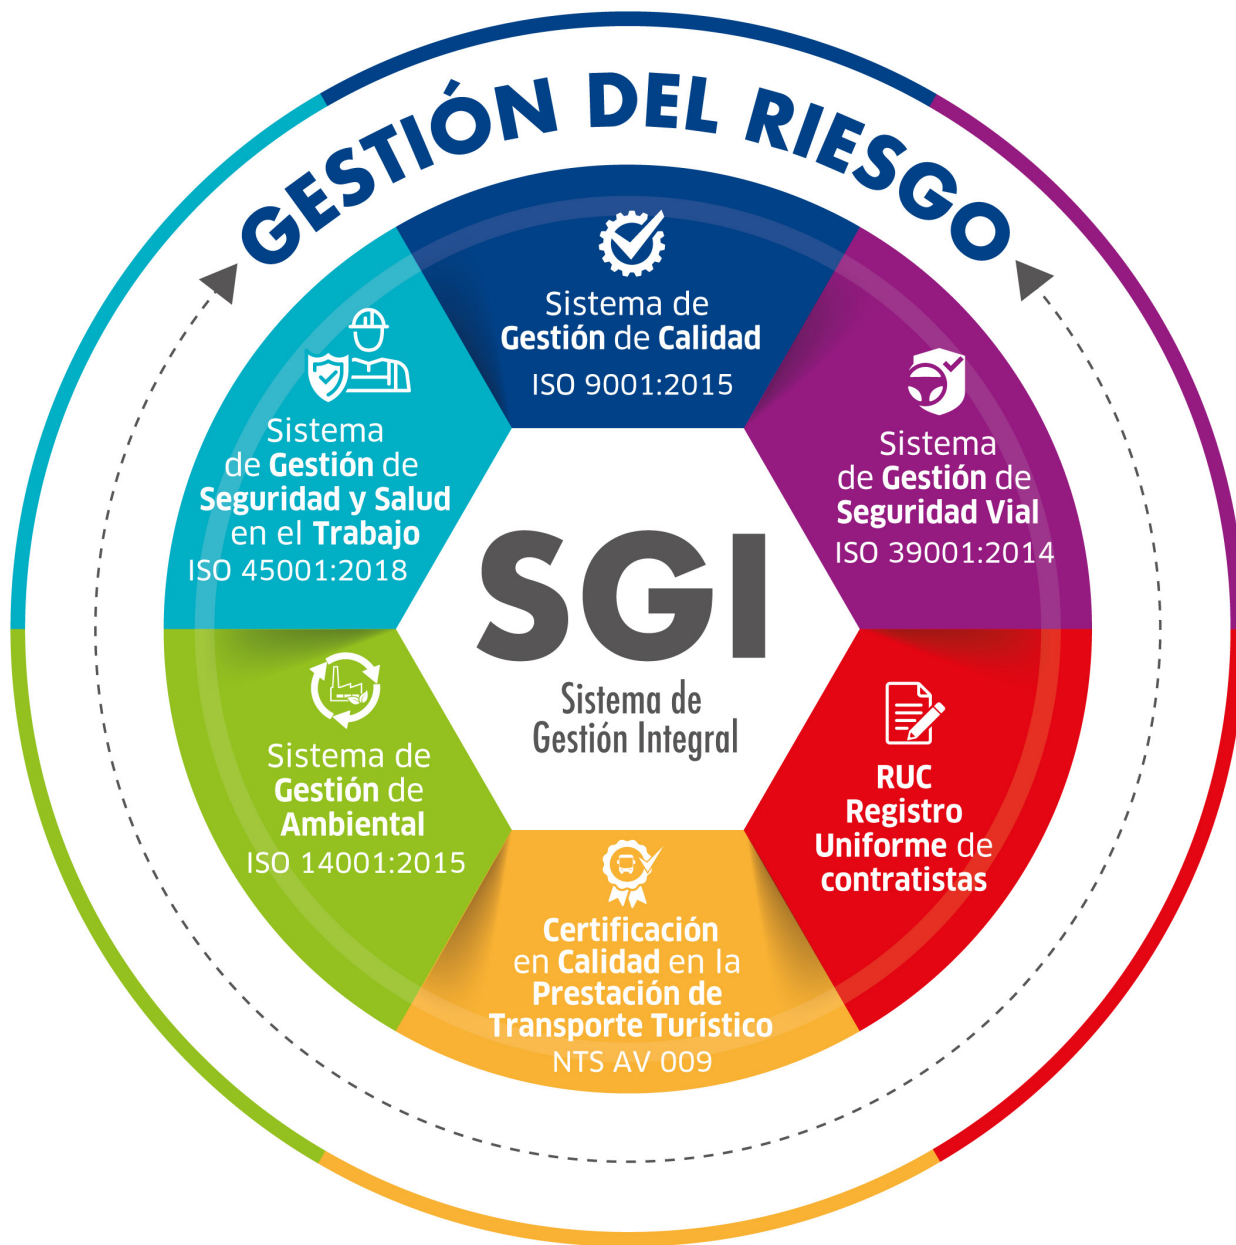 GESTIÓN DEL RIESGO
Sistema de
Gestión de Calidad
ISO 9001:2015
Sistema
de Gestión de
Seguridad Vial
ISO 39001:2014
RUC
Registro
Uniforme de
contratistas
Certificación
en Calidad en la
Prestación de
Transporte Turístico
NTS AV 009
Sistema de
Gestión de
Ambiental
ISO 14001:2015
Sistema
de Gestión de
Seguridad y Salud
en el Trabajo
ISO 45001:2018
SGI
Sistema de
Gestión Integral